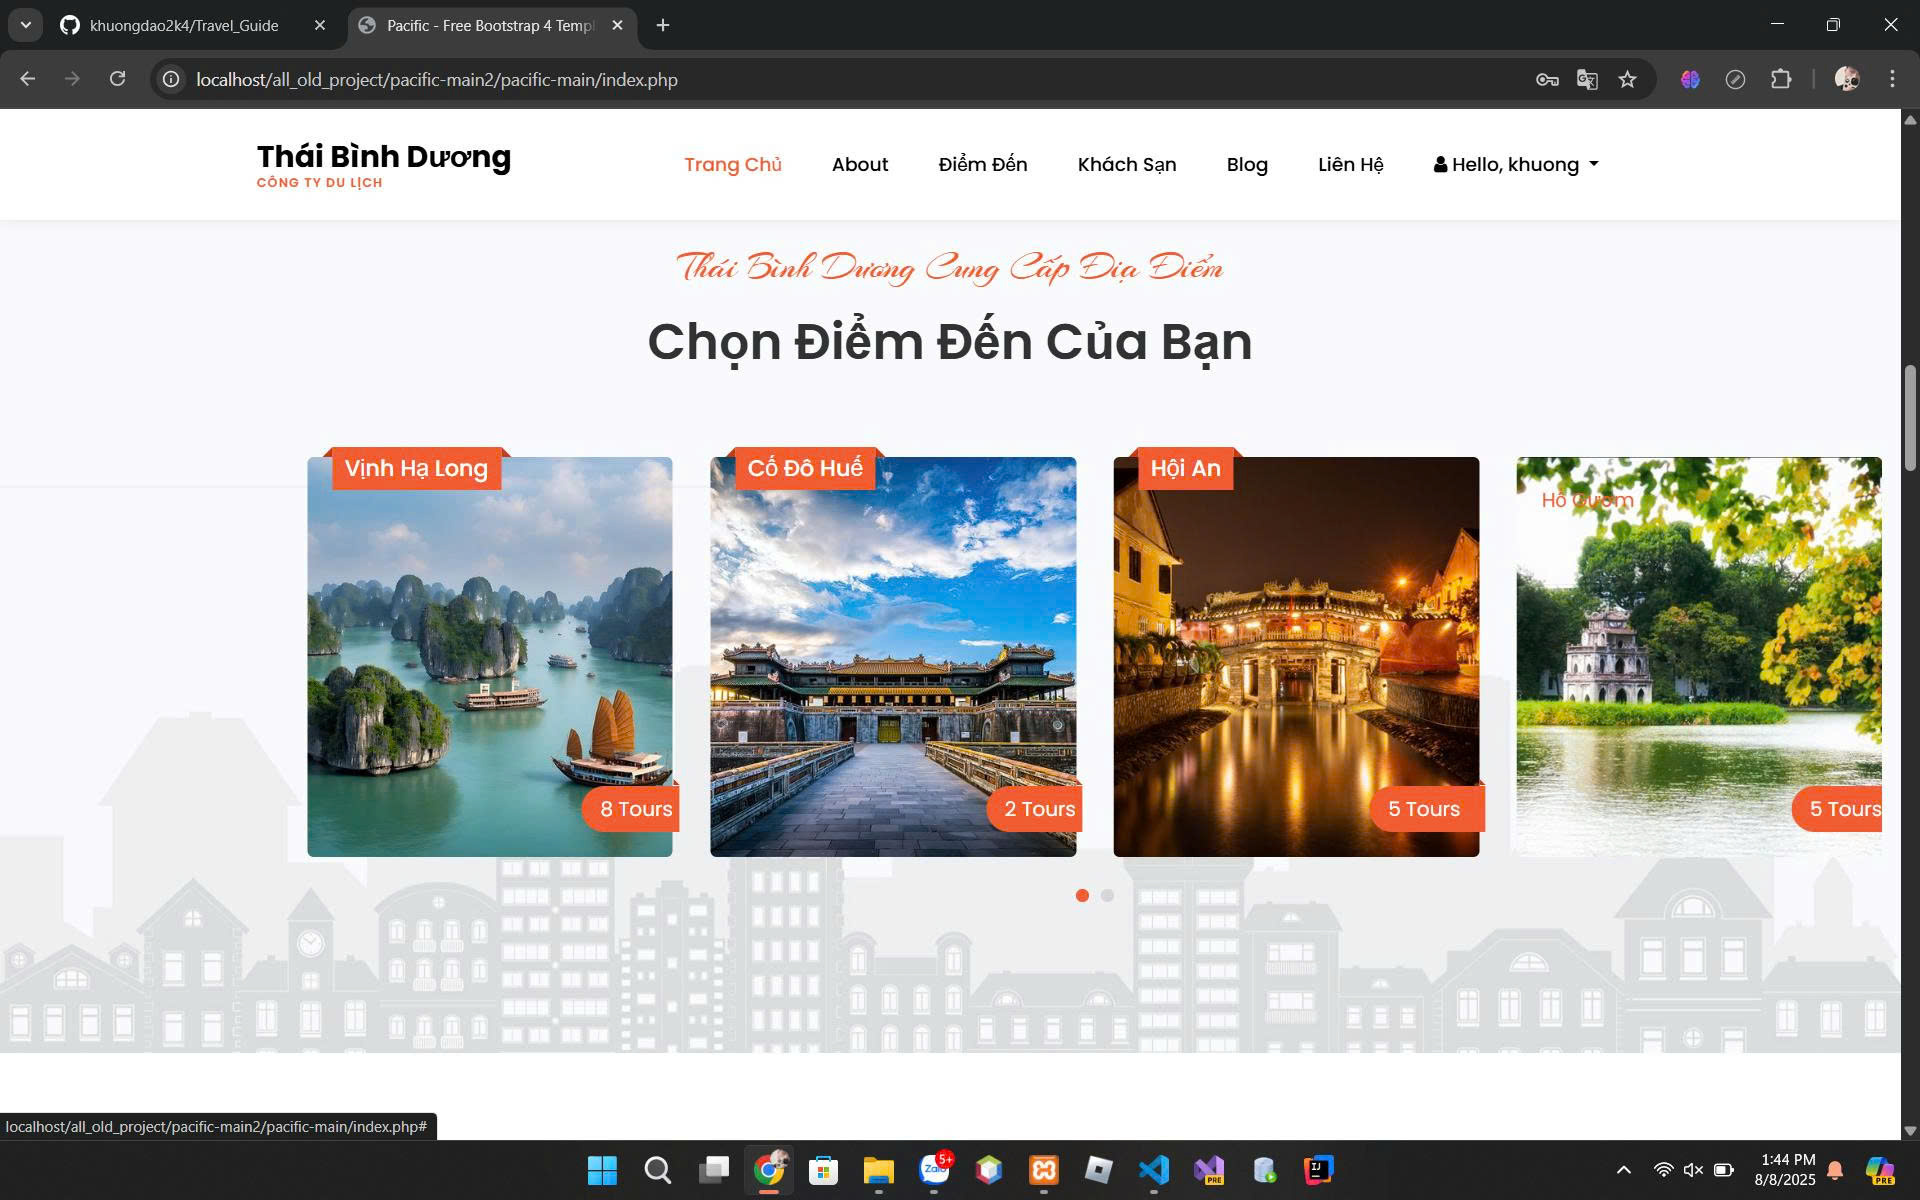 khuongdao2k4/Travel_Guide
Pacific - Free Bootstrap 4 Templ
localhost/all_old_project/pacific-main2/pacific-main/index.php
Thái Bình Dương
CÔNG TY DU LỊCH
Trang Chủ
About
Điểm Đến
Khách Sạn
Blog
Liên Hệ
Hello, khuong
Thái Bình Dương Cung Cấp Địa Điểm
Chọn Điểm Đến Của Bạn
Vịnh Hạ Long
Cố Đô Huế
Hội An
Hồ Gươm
8 Tours
2 Tours
5 Tours
5 Tours
localhost/all_old_project/pacific-main2/pacific-main/index.php#
Zalo
5+
PRE
IJ
1:44 PM
8/8/2025
PRE